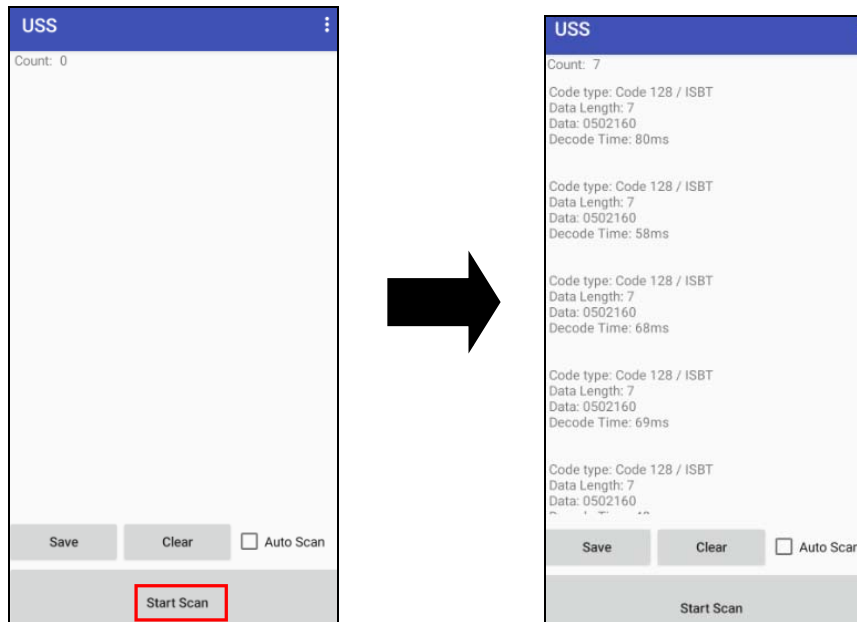 USS
Count: 0
Save
Clear
Auto Scan
Start Scan
USS
Count: 7
Code type: Code 128 / ISBT
Data Length: 7
Data: 0502160
Decode Time: 80ms
Code type: Code 128 / ISBT
Data Length: 7
Data: 0502160
Decode Time: 58ms
Code type: Code 128 / ISBT
Data Length: 7
Data: 0502160
Decode Time: 68ms
Code type: Code 128 / ISBT
Data Length: 7
Data: 0502160
Decode Time: 69ms
Code type: Code 128 / ISBT
Data Length: 7
Data: 0502160
Save
Clear
Auto Scan
Start Scan